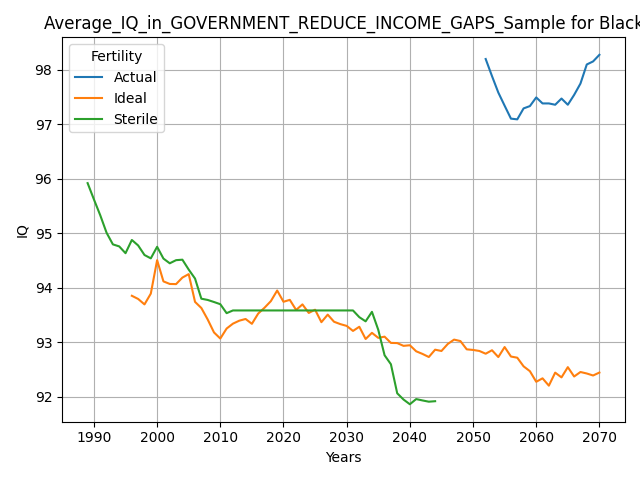 Average_IQ_in_GOVERNMENT_REDUCE_INCOME_GAPS_Sample for Black
Fertility
Actual
Ideal
Sterile
98
97
96
95
94
93
92
IQ
1990 2000 2010 2020 2030 2040 2050 2060 2070
Years